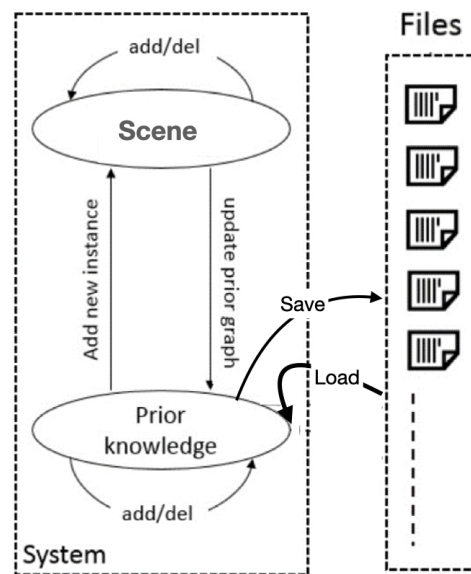 Files
add/del
Scene
Add new instance
update prior graph
Save
Load
Prior
knowledge
add/del
System